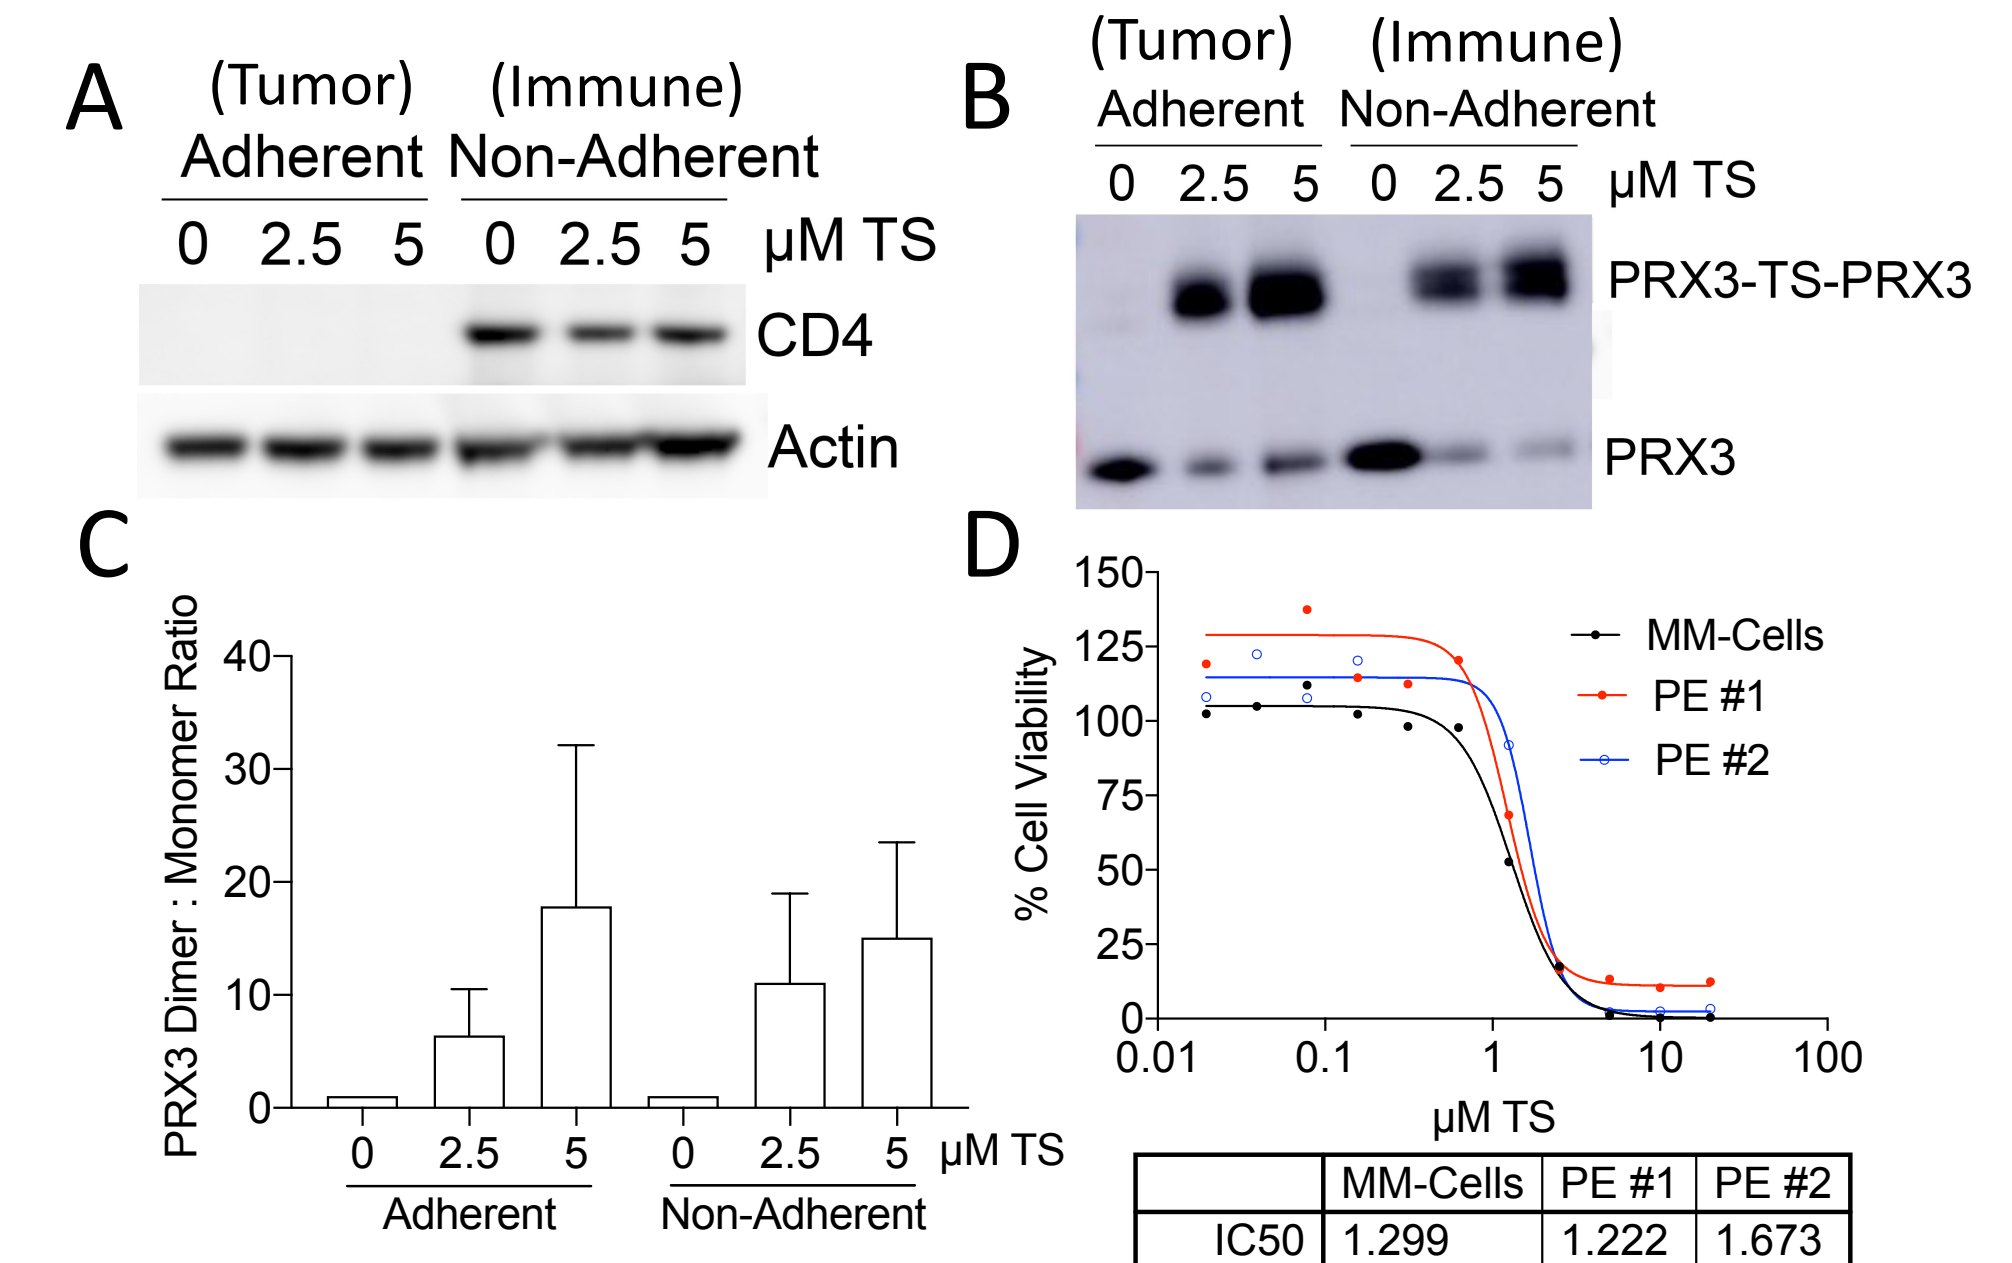 A
(Tumor) (Immune)
Adherent Non-Adherent
0 2.5 5 0 2.5 5 µM TS
CD4
Actin
B
(Tumor) (Immune)
Adherent Non-Adherent
0 2.5 5 0 2.5 5 µM TS
PRX3-TS-PRX3
PRX3
C
PRX3 Dimer : Monomer Ratio
40
30
20
10
0
0 2.5 5 0 2.5 5 µM TS
Adherent Non-Adherent
D
% Cell Viability
150
125
100
75
50
25
0
0.01 0.1 1 10 100
µM TS
MM-Cells
PE #1
PE #2
MM-Cells PE #1 PE #2
IC50 1.299 1.222 1.673